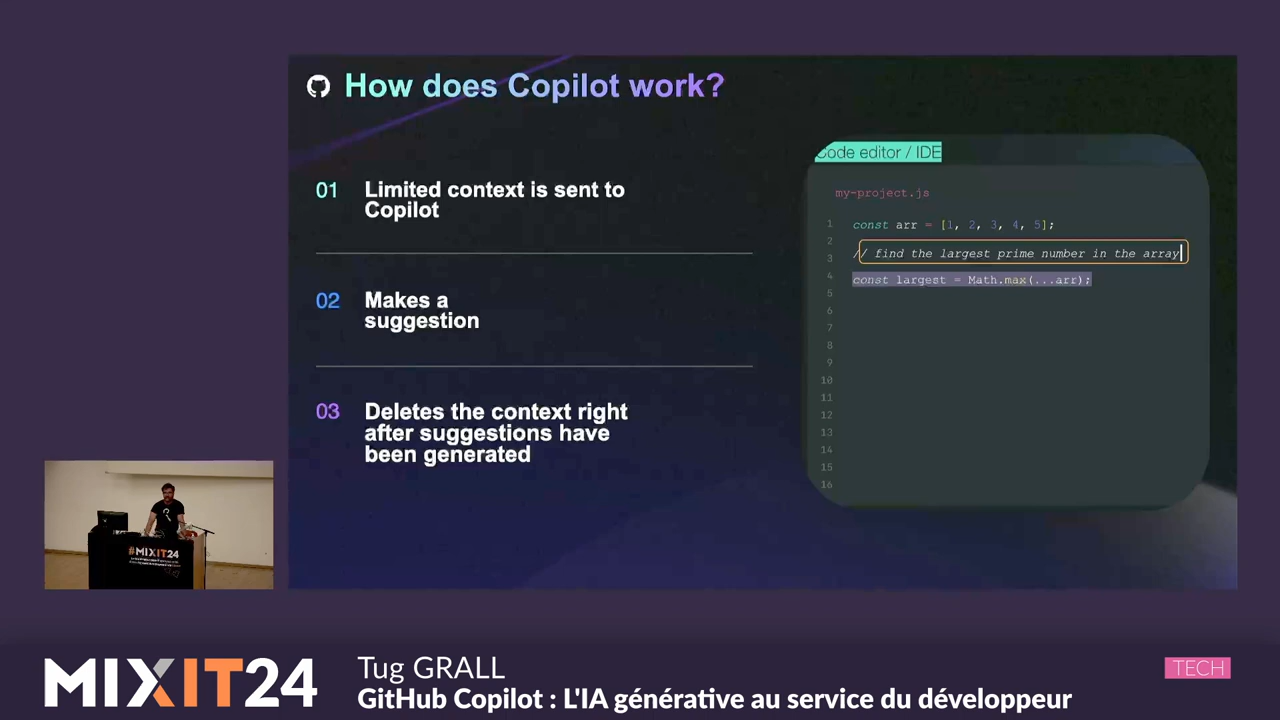 How does Copilot work?
01 Limited context is sent to
Copilot
02 Makes a
suggestion
03 Deletes the context right
after suggestions have
been generated
Code editor / IDE
my-project.js
1 const arr = [1, 2, 3, 4, 5];
2
3 // find the largest prime number in the array
4 const largest = Math.max(...arr);
5
6
7
8
9
10
11
12
13
14
15
16
#MIXIT24
MIXIT24
Tug GRALL
GitHub Copilot : L'IA générative au service du développeur
TECH